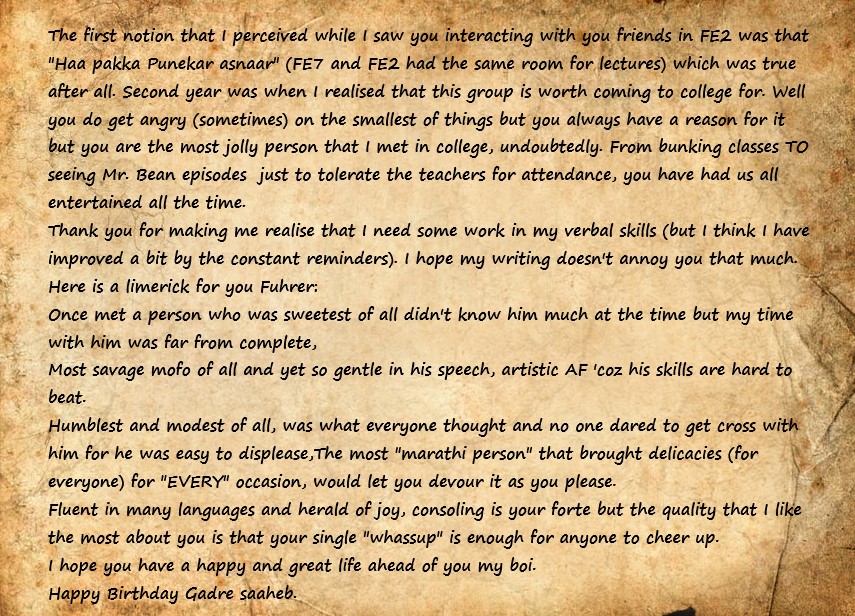 The first notion that I perceived while I saw you interacting with you friends in FE2 was that
"Haa pakka Punekar asnaar" (FE7 and FE2 had the same room for lectures) which was true
after all. Second year was when I realised that this group is worth coming to college for. Well
you do get angry (sometimes) on the smallest of things but you always have a reason for it
but you are the most jolly person that I met in college, undoubtedly. From bunking classes TO
seeing Mr. Bean episodes  just to tolerate the teachers for attendance, you have had us all
entertained all the time.
Thank you for making me realise that I need some work in my verbal skills (but I think I have
improved a bit by the constant reminders). I hope my writing doesn't annoy you that much.
Here is a limerick for you Fuhrer:
Once met a person who was sweetest of all didn't know him much at the time but my time
with him was far from complete,
Most savage mofo of all and yet so gentle in his speech, artistic AF 'coz his skills are hard to
beat.
Humblest and modest of all, was what everyone thought and no one dared to get cross with
him for he was easy to displease,The most "marathi person" that brought delicacies (for
everyone) for "EVERY" occasion, would let you devour it as you please.
Fluent in many languages and herald of joy, consoling is your forte but the quality that I like
the most about you is that your single "whassup" is enough for anyone to cheer up.
I hope you have a happy and great life ahead of you my boi.
Happy Birthday Gadre saaheb.